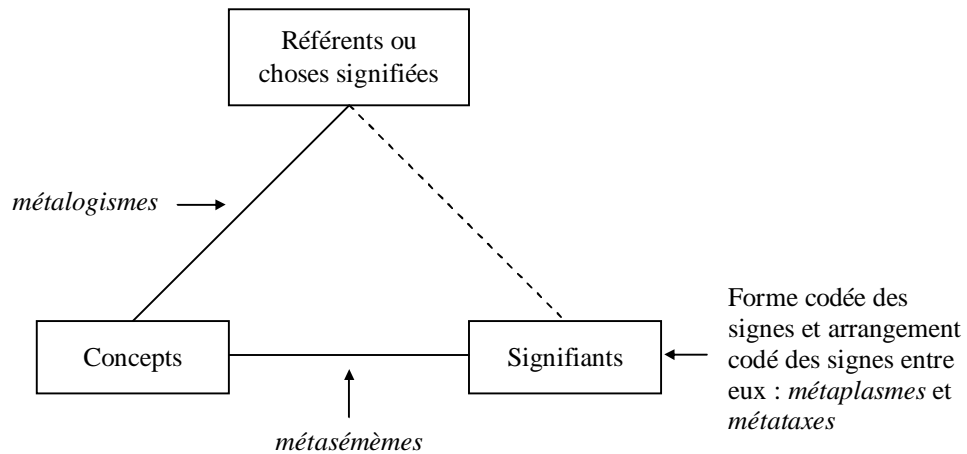 Référents ou
choses signifiées
métalogismes
Concepts
Signifiants
Forme codée des
signes et arrangement
codé des signes entre
eux : métaplasmes et
métataxes
métasémèmes